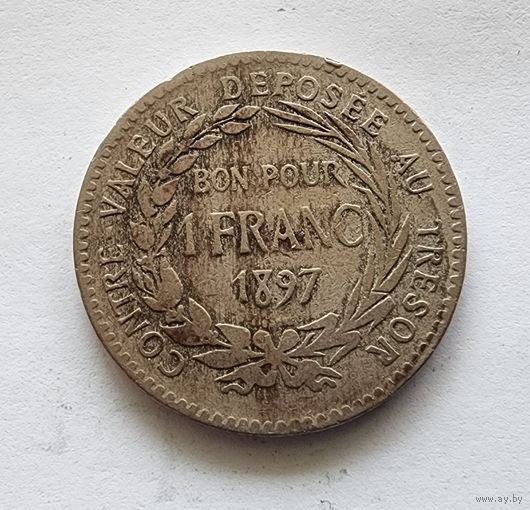 CONTRE-VALEUR DEPOSÉE AU TRESOR
BON POUR
1 FRANC
1897
www.ay.by